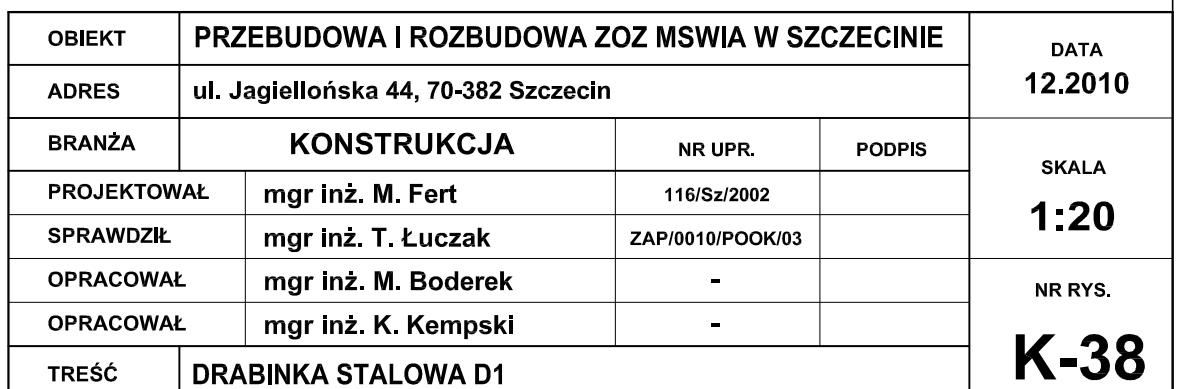 OBIEKT PRZEBUDOWA I ROZBUDOWA ZOZ MSWIA W SZCZECINIE DATA
ADRES ul. Jagiellońska 44, 70-382 Szczecin 12.2010
BRANŻA KONSTRUKCJA NR UPR. PODPIS SKALA
PROJEKTOWAŁ mgr inż. M. Fert 116/Sz/2002 1:20
SPRAWDZIŁ mgr inż. T. Łuczak ZAP/0010/POOK/03
OPRACOWAŁ mgr inż. M. Boderek - NR RYS.
OPRACOWAŁ mgr inż. K. Kempski - K-38
TREŚĆ DRABINKA STALOWA D1